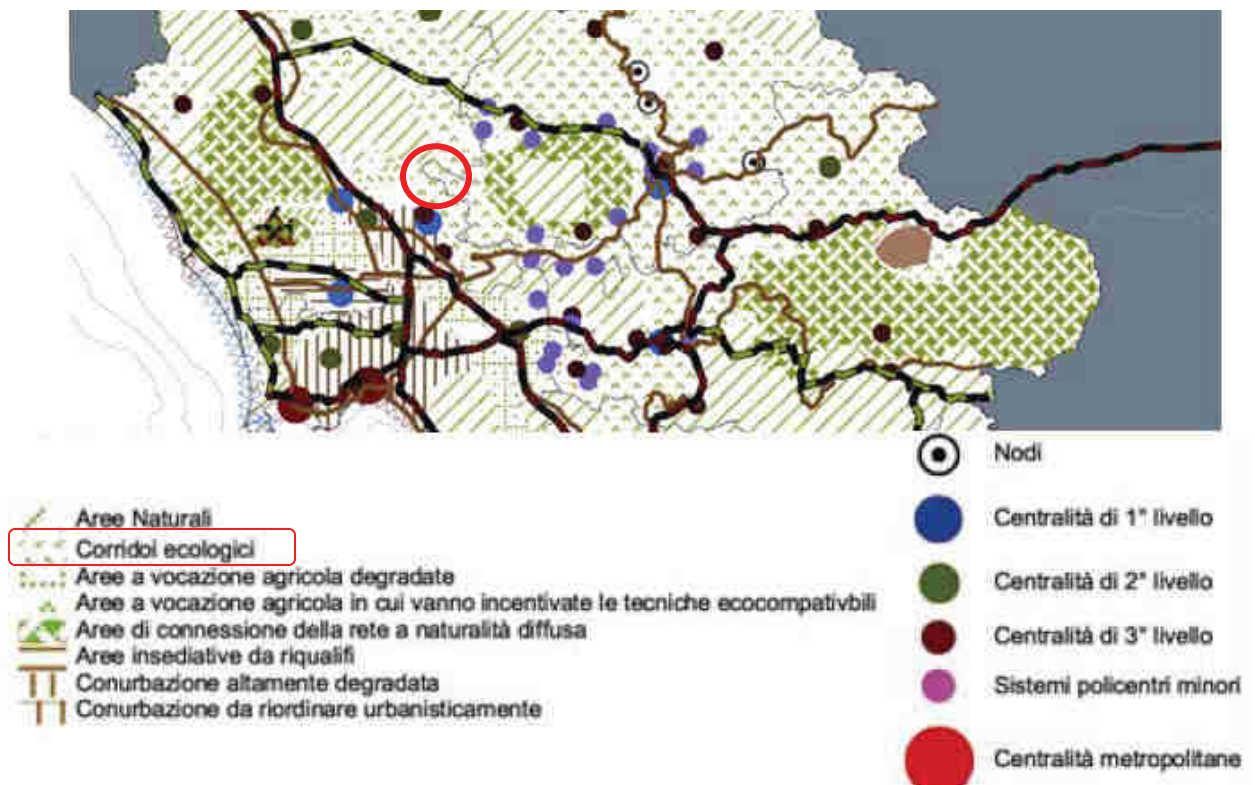 Nodi
Aree Naturali
Centralità di 1° livello
Corridoi ecologici
Aree a vocazione agricola degradate
Centralità di 2° livello
Aree a vocazione agricola in cui vanno incentivate le tecniche ecocompativbili
Aree di connessione della rete a naturalità diffusa
Centralità di 3° livello
Aree insediative da riqualifi
Conurbazione altamente degradata
Sistemi policentri minori
Conurbazione da riordinare urbanisticamente
Centralità metropolitane